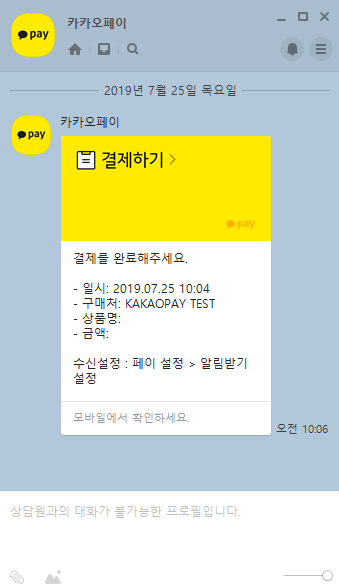 pay
카카오페이
2019년 7월 25일 목요일
pay
카카오페이
결제하기 >
pay
결제를 완료해주세요.
- 일시: 2019.07.25 10:04
- 구매처: KAKAOPAY TEST
- 상품명:
- 금액:
수신설정 : 페이 설정 > 알림받기
설정
모바일에서 확인하세요.
오전 10:06
상담원과의 대화가 불가능한 프로필입니다.